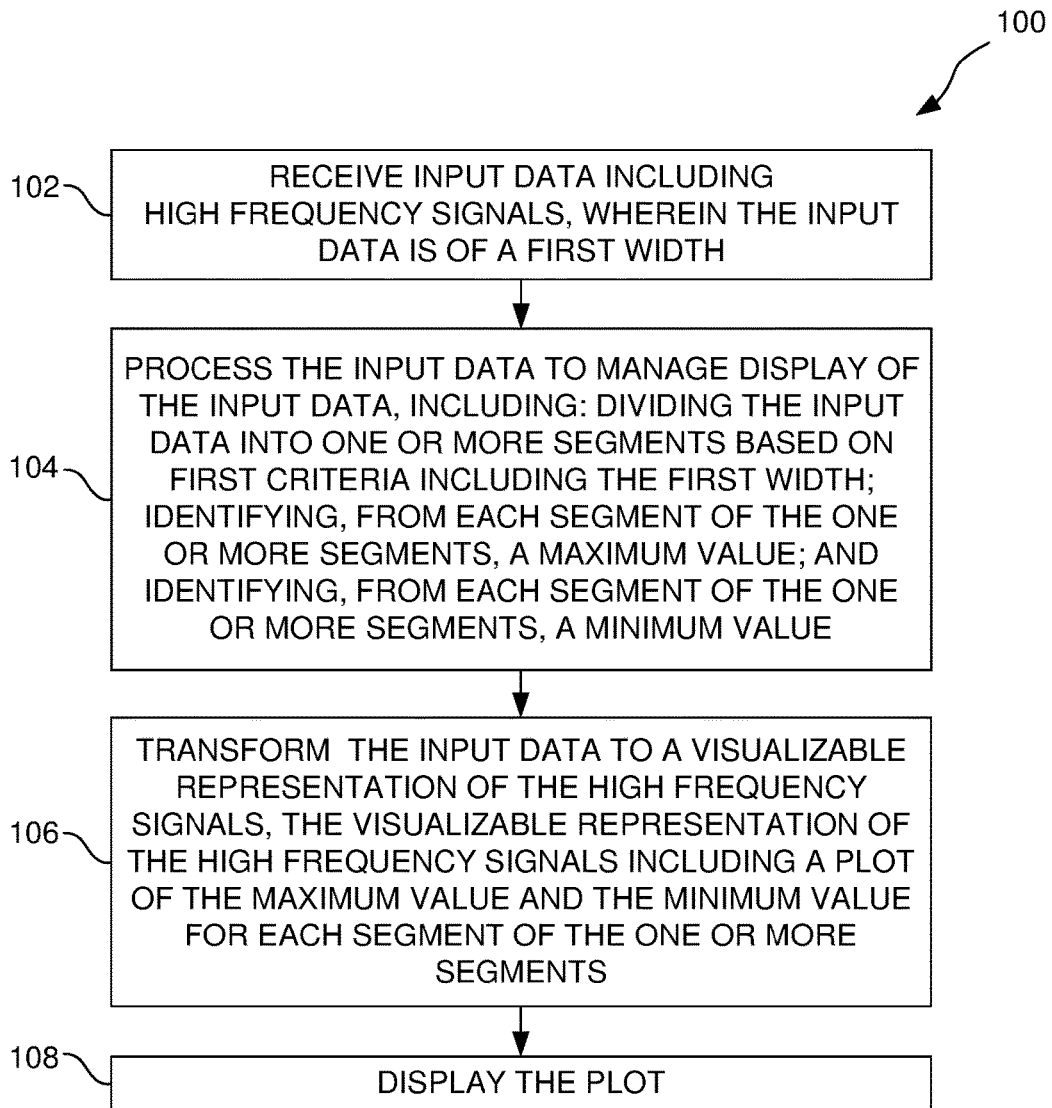 100
102
RECEIVE INPUT DATA INCLUDING
HIGH FREQUENCY SIGNALS, WHEREIN THE INPUT
DATA IS OF A FIRST WIDTH
104
PROCESS THE INPUT DATA TO MANAGE DISPLAY OF
THE INPUT DATA, INCLUDING: DIVIDING THE INPUT
DATA INTO ONE OR MORE SEGMENTS BASED ON
FIRST CRITERIA INCLUDING THE FIRST WIDTH;
IDENTIFYING, FROM EACH SEGMENT OF THE ONE
OR MORE SEGMENTS, A MAXIMUM VALUE; AND
IDENTIFYING, FROM EACH SEGMENT OF THE ONE
OR MORE SEGMENTS, A MINIMUM VALUE
106
TRANSFORM THE INPUT DATA TO A VISUALIZABLE
REPRESENTATION OF THE HIGH FREQUENCY
SIGNALS, THE VISUALIZABLE REPRESENTATION OF
THE HIGH FREQUENCY SIGNALS INCLUDING A PLOT
OF THE MAXIMUM VALUE AND THE MINIMUM VALUE
FOR EACH SEGMENT OF THE ONE OR MORE
SEGMENTS
108
DISPLAY THE PLOT